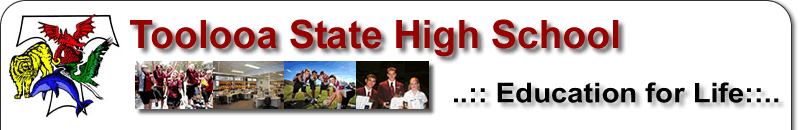 Toolooa State High School
..:: Education for Life::..